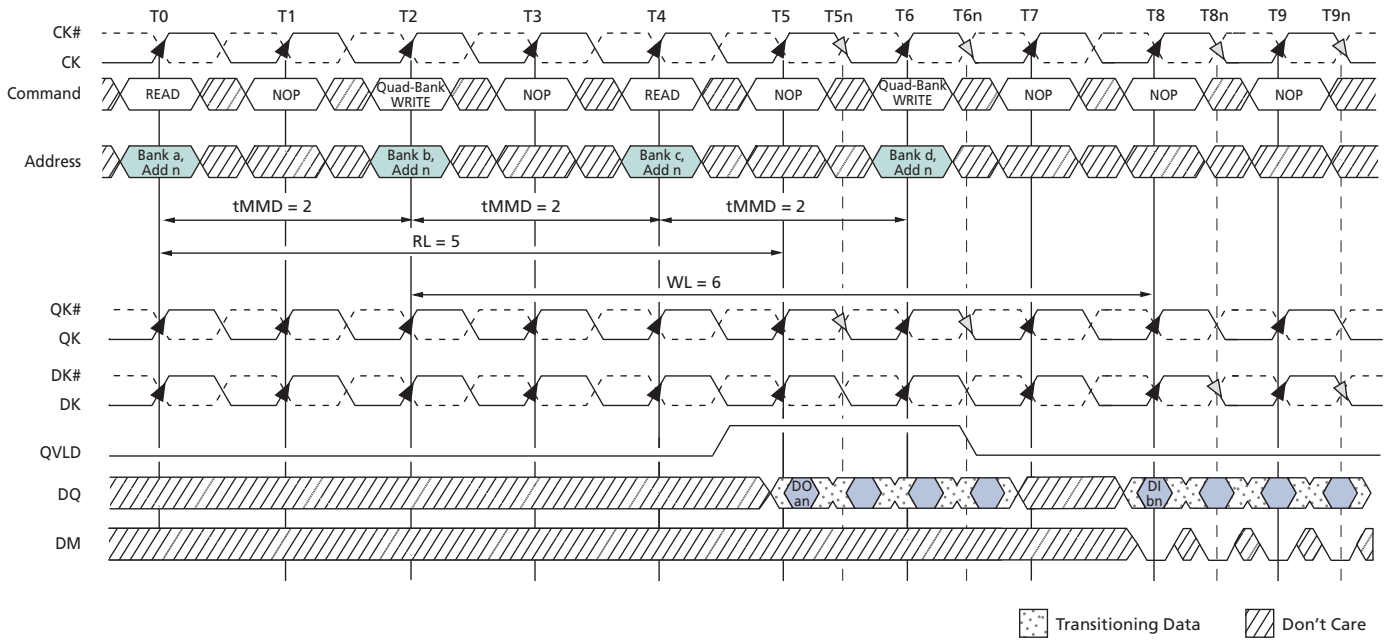 T0 T1 T2 T3 T4 T5 T5n T6 T6n T7 T8 T8n T9 T9n
CK#
CK
Command READ NOP Quad-Bank WRITE NOP READ NOP Quad-Bank WRITE NOP NOP NOP
Address Bank a, Add n Bank b, Add n Bank c, Add n Bank d, Add n
tMMD = 2 tMMD = 2 tMMD = 2
RL = 5
WL = 6
QK#
QK
DK#
DK
QVLD
DQ DO an DI bn
DM
Transitioning Data Don't Care